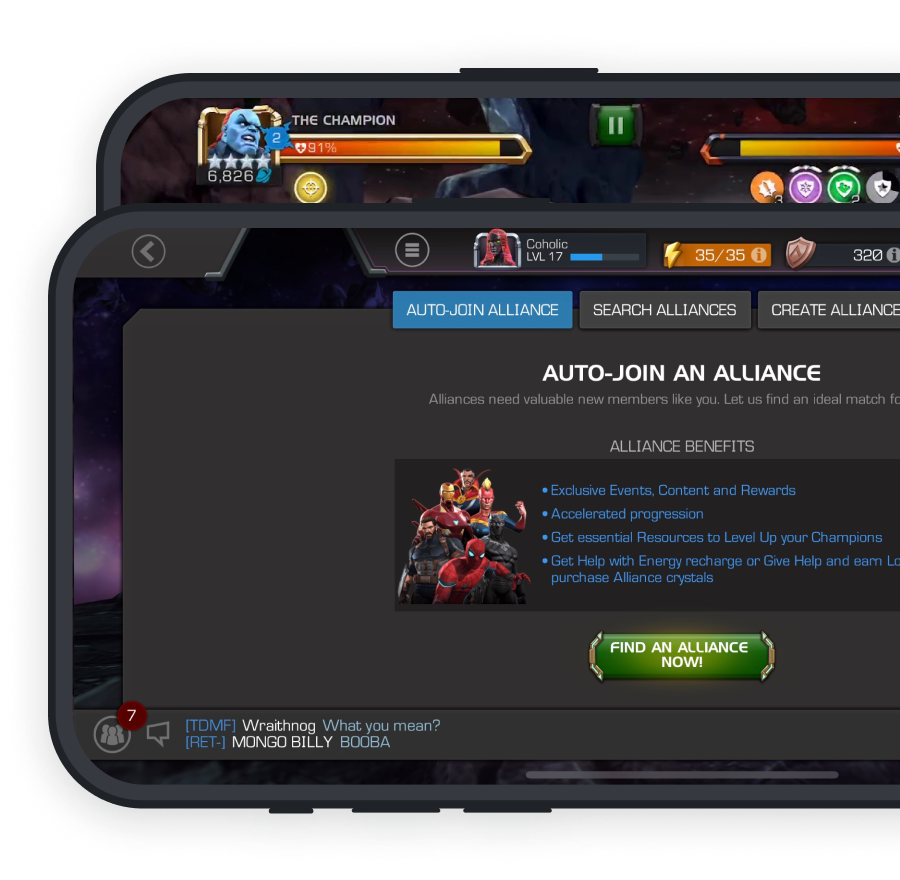 THE CHAMPION
2
91%
6,826
3
2
Coholic
LVL 17
35/35
320
AUTO-JOIN ALLIANCE
SEARCH ALLIANCES
CREATE ALLIANCE
AUTO-JOIN AN ALLIANCE
Alliances need valuable new members like you. Let us find an ideal match fo
ALLIANCE BENEFITS
• Exclusive Events, Content and Rewards
• Accelerated progression
• Get essential Resources to Level Up your Champions
• Get Help with Energy recharge or Give Help and earn Lo
purchase Alliance crystals
FIND AN ALLIANCE
NOW!
7
[TDMF] Wraithnog What you mean?
[RET-] MONGO BILLY BOOBA